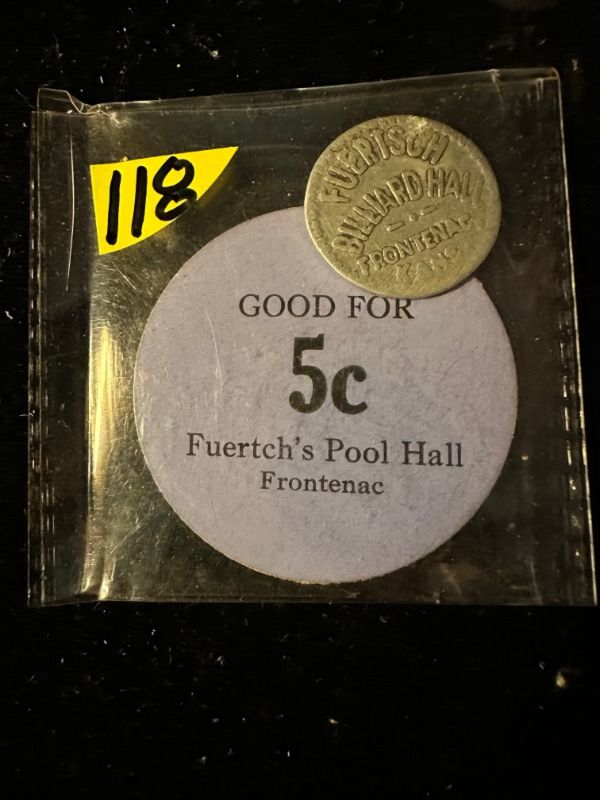 118
FUERTSCH
BILLIARD HALL
FRONTENAC
KANS
GOOD FOR
5c
Fuertch's Pool Hall
Frontenac